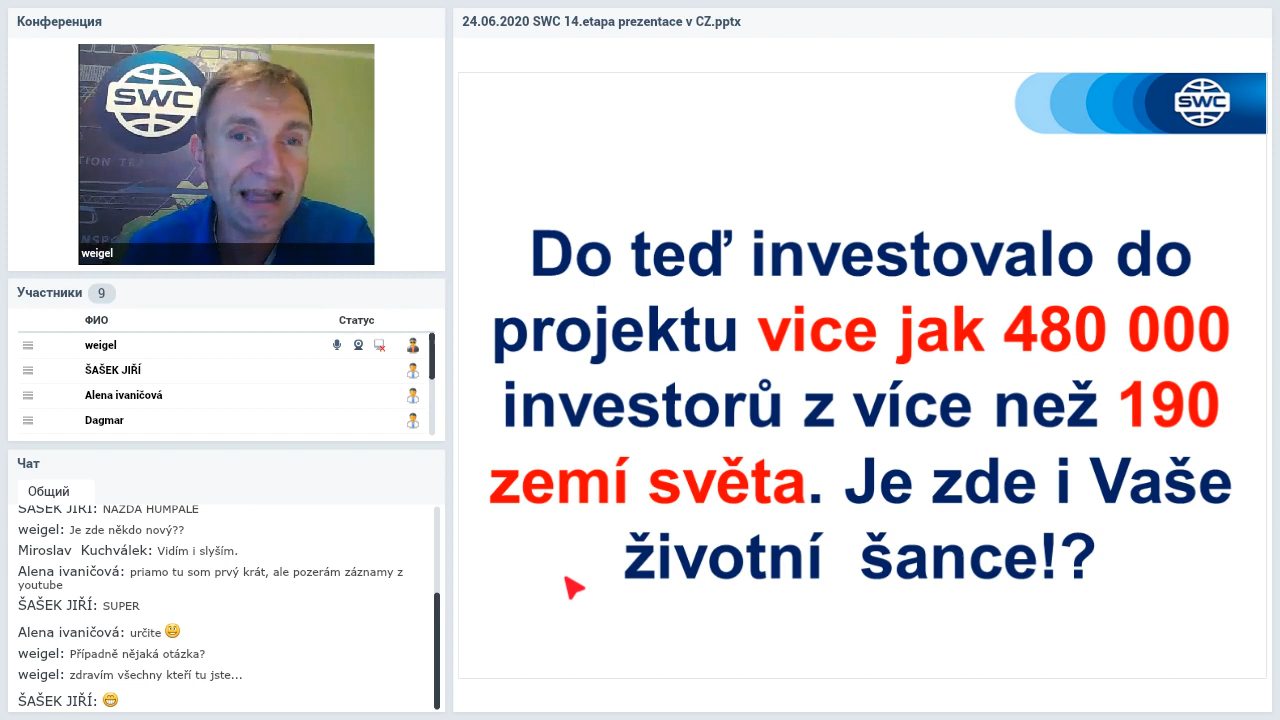 Конференция
SWC
TION TRA
NSP
weigel
Участники 9
ФИО Статус
weigel
ŠAŠEK JIŘÍ
Alena ivaničová
Dagmar
Чат
Общий
ŠAŠEK JIŘÍ: NAZDA HUMPÁLE
weigel: Je zde někdo nový??
Miroslav Kuchválek: Vidím i slyším.
Alena ivaničová: priamo tu som prvý krát, ale pozerám záznamy z
youtube
ŠAŠEK JIŘÍ: SUPER
Alena ivaničová: určite
weigel: Případně nějaká otázka?
weigel: zdravím všechny kteří tu jste...
ŠAŠEK JIŘÍ:
24.06.2020 SWC 14.etapa prezentace v CZ.pptx
SWC
Do teď investovalo do
projektu vice jak 480 000
investorů z více než 190
zemí světa. Je zde i Vaše
životní šance!?